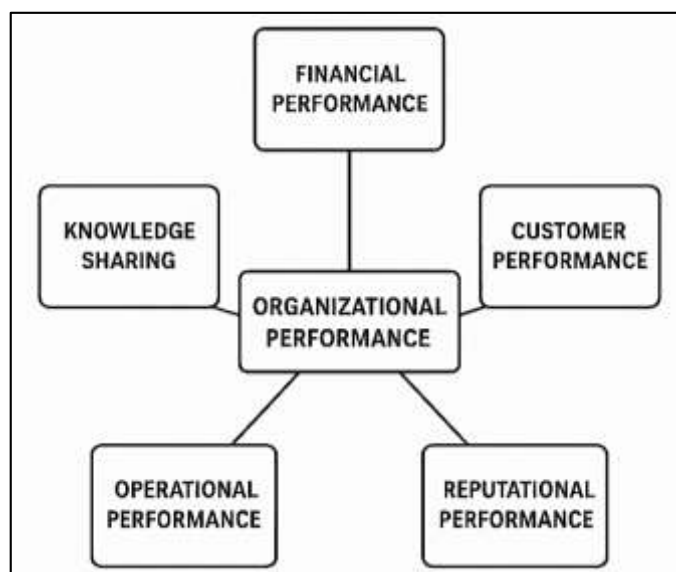 FINANCIAL
PERFORMANCE
KNOWLEDGE
SHARING
CUSTOMER
PERFORMANCE
ORGANIZATIONAL
PERFORMANCE
OPERATIONAL
PERFORMANCE
REPUTATIONAL
PERFORMANCE